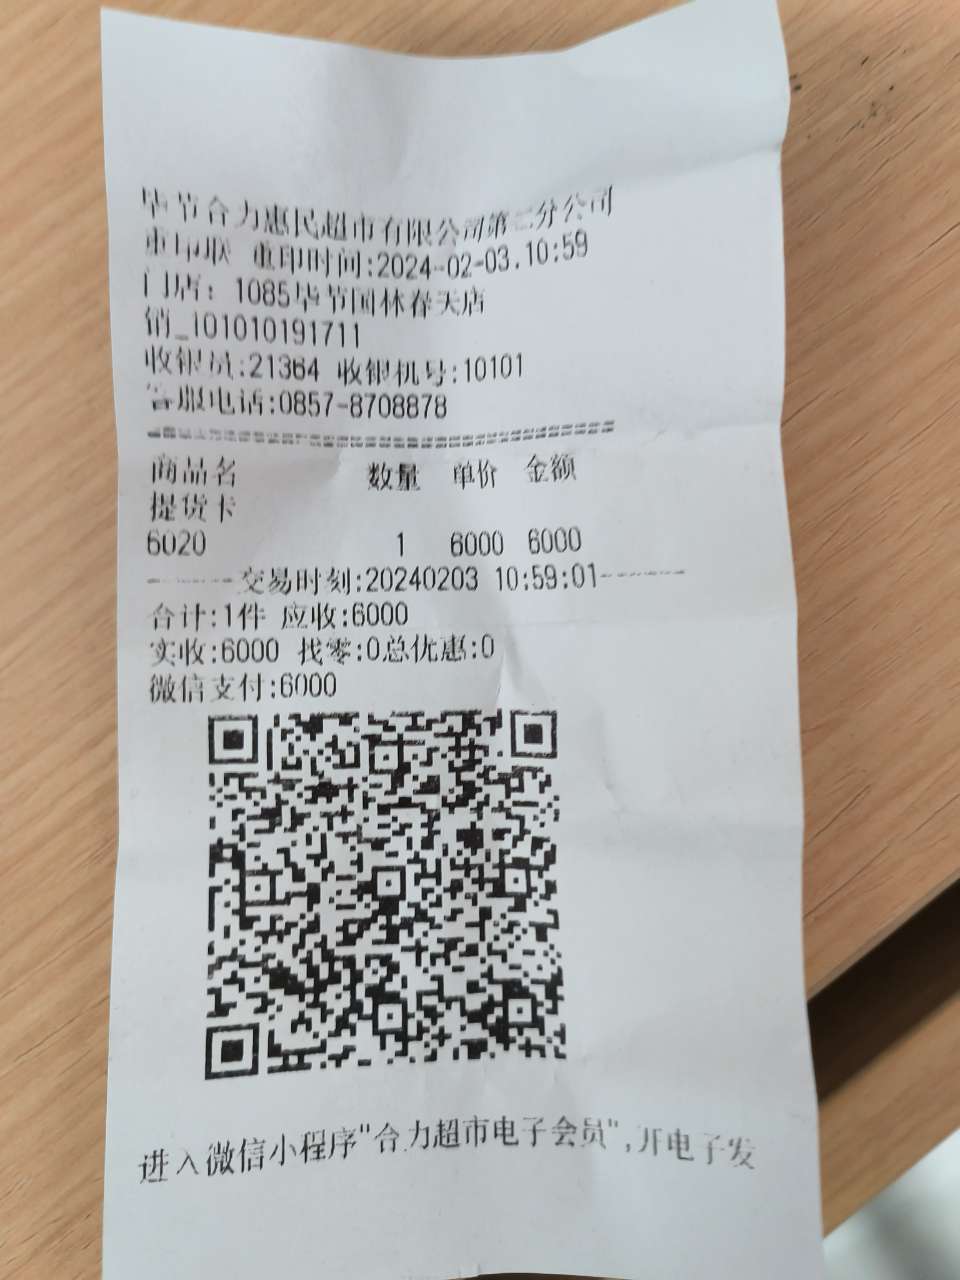 毕节合力惠民超市有限公司第二分公司
重印联 重印时间:2024-02-03.10:59
门店: 1085毕节园林春天店
销_101010191711
收银员:21364 收银机号:10101
客服电话:0857-8708878
商品名 数量 单价 金额
提货卡
6020 1 6000 6000
--------交易时刻:20240203 10:59:01--------
合计:1件 应收:6000
实收:6000 找零:0总优惠:0
微信支付:6000
进入微信小程序"合力超市电子会员",开电子发